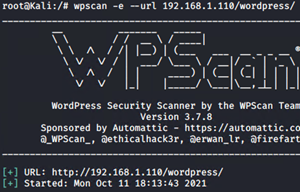 root@Kali:/# wpscan -e --url 192.168.1.110/wordpress/
WPScan
®
WordPress Security Scanner by the WPScan Team
Version 3.7.8
Sponsored by Automattic - https://automattic.co
@_WPScan_, @ethicalhack3r, @erwan_lr, @firefart
[+] URL: http://192.168.1.110/wordpress/
[+] Started: Mon Oct 11 18:13:43 2021